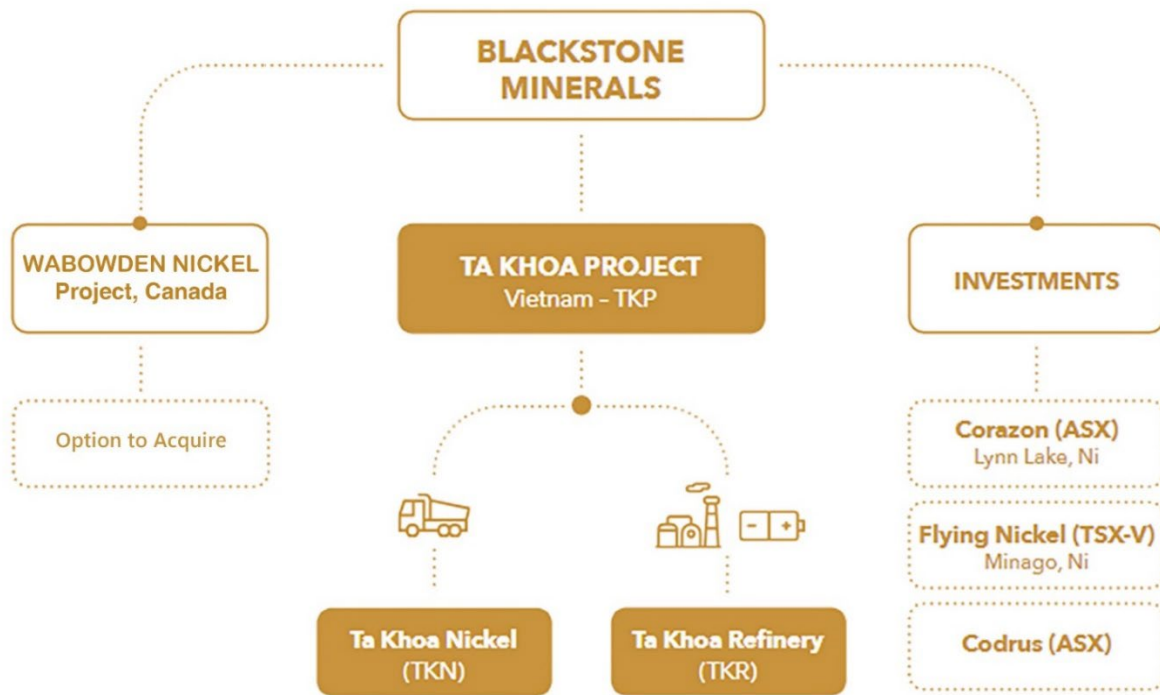 BLACKSTONE
MINERALS
WABOWDEN NICKEL
Project, Canada
Option to Acquire
TA KHOA PROJECT
Vietnam – TKP
Ta Khoa Nickel
(TKN)
Ta Khoa Refinery
(TKR)
INVESTMENTS
Corazon (ASX)
Lynn Lake, Ni
Flying Nickel (TSX-V)
Minago, Ni
Codrus (ASX)